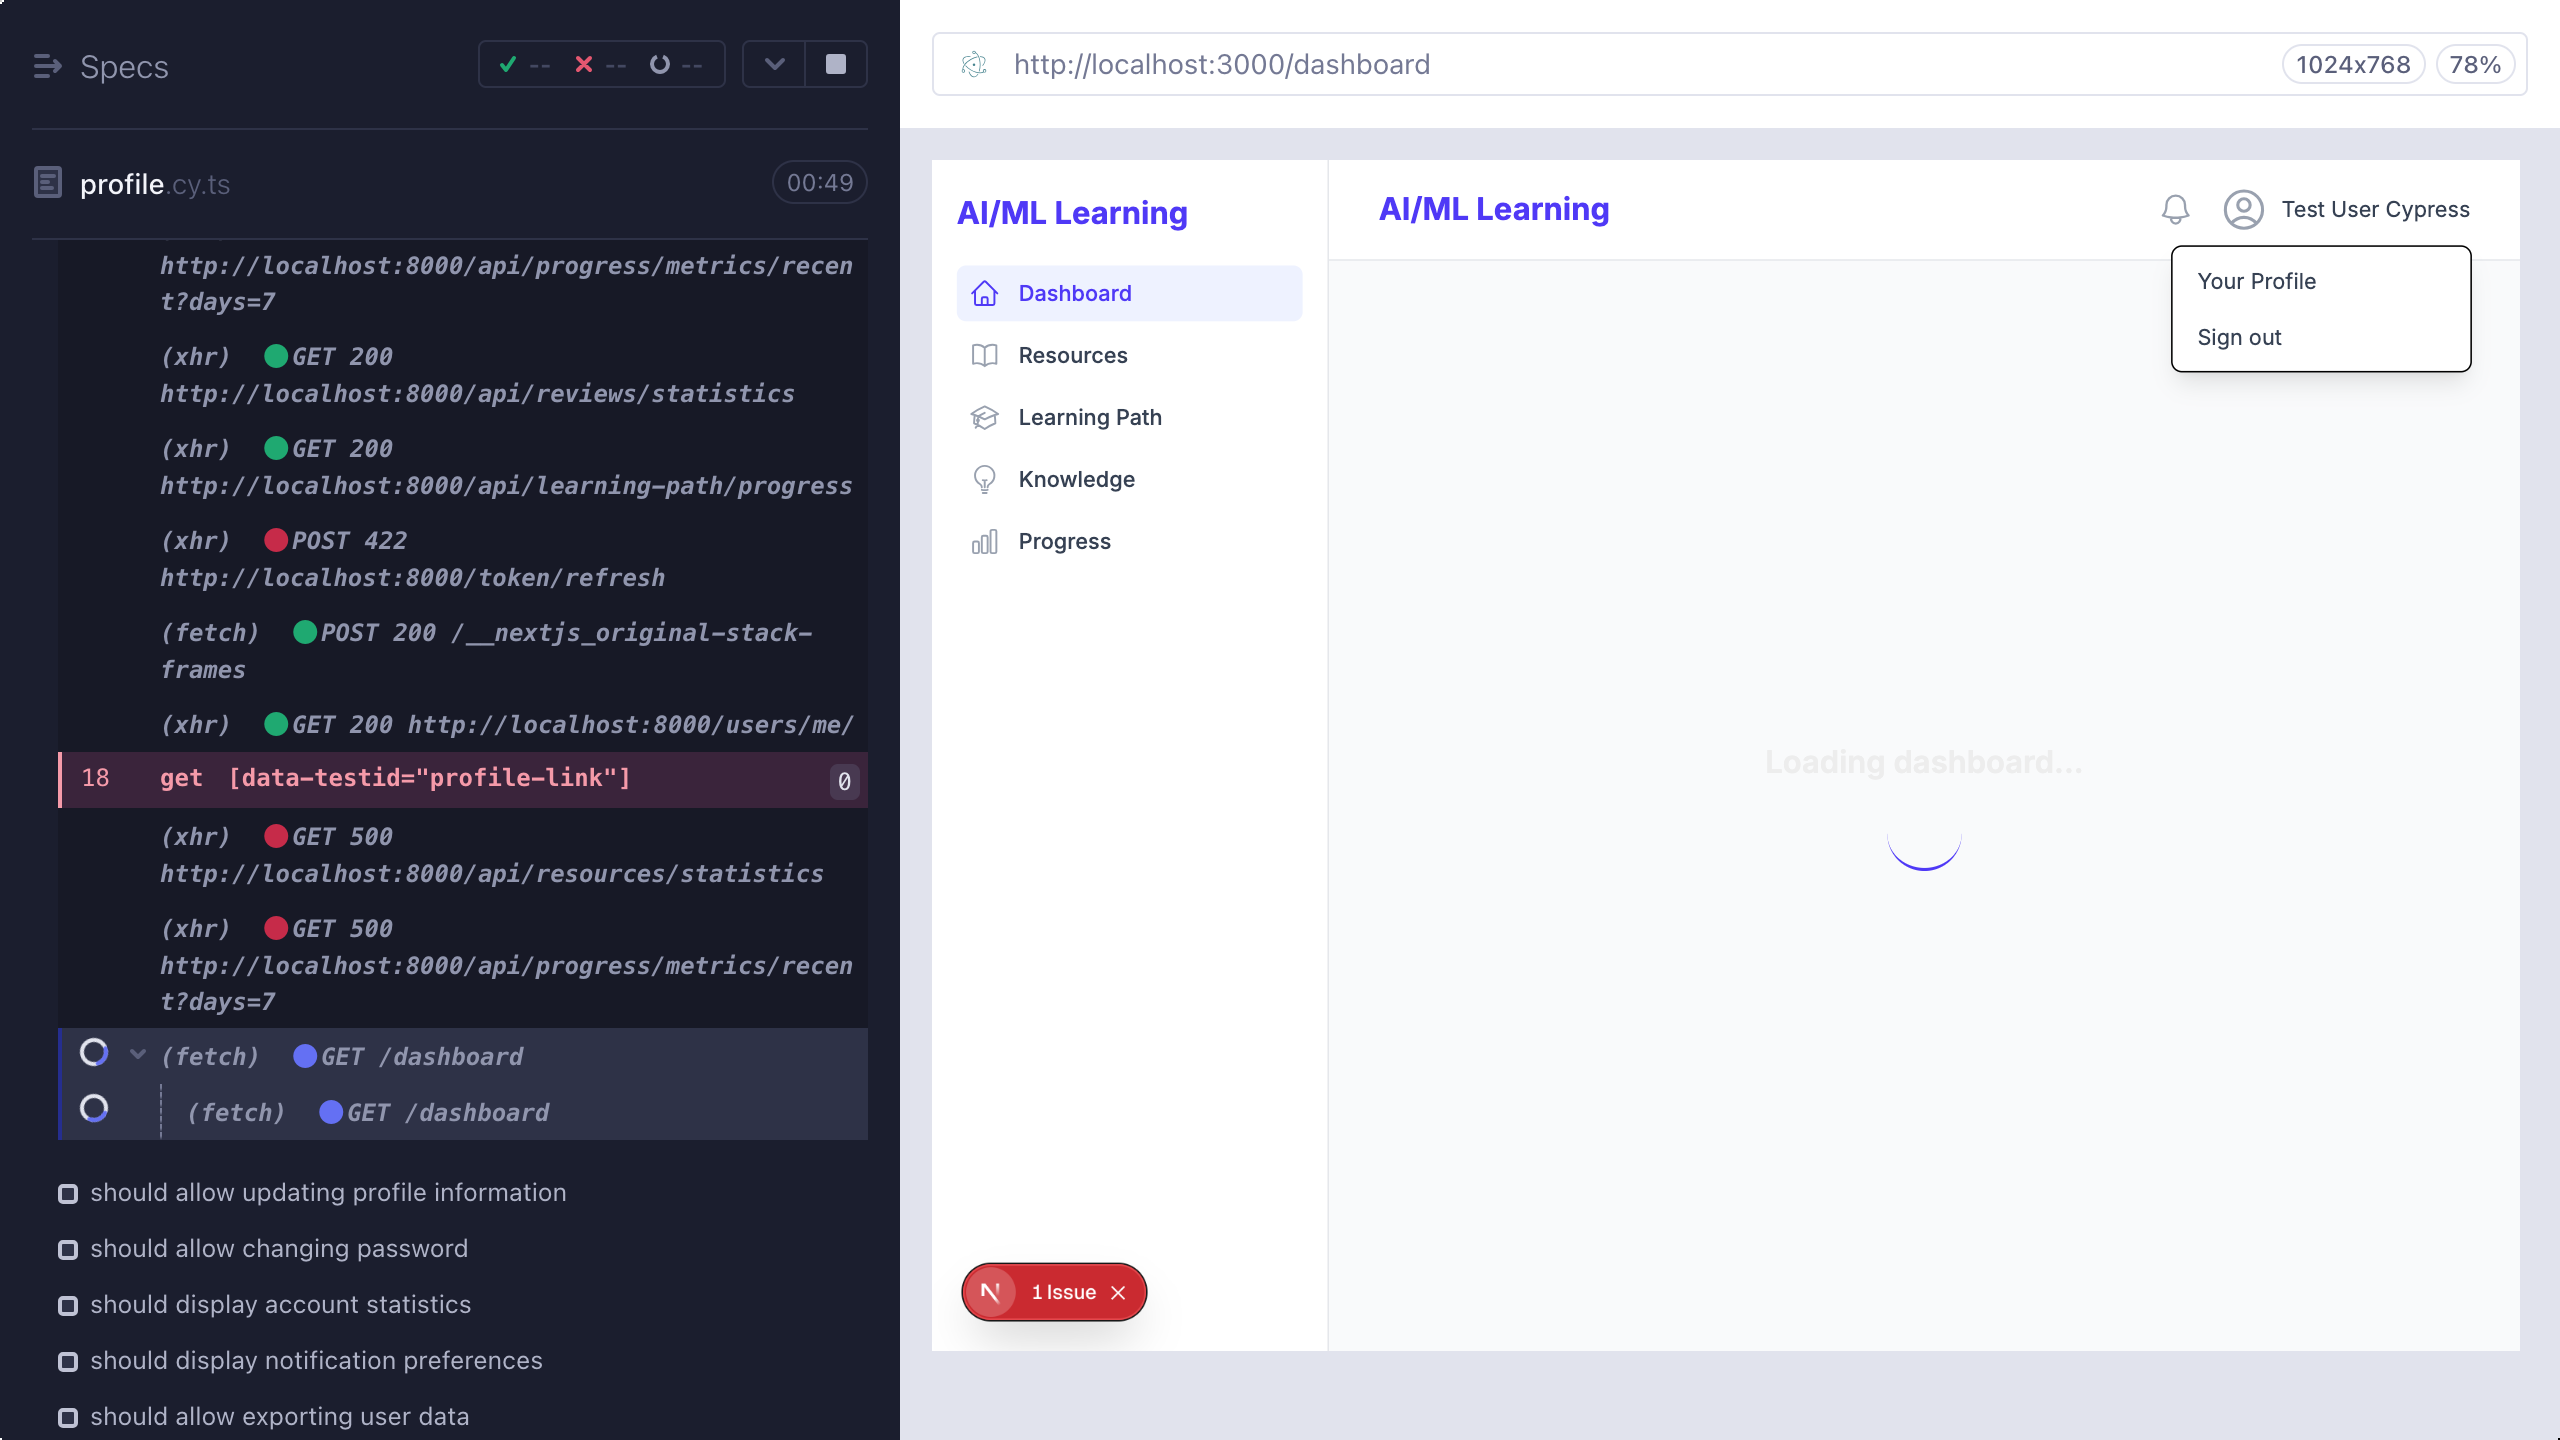 Specs
--
--
--
profile.cy.ts
00:49
http://localhost:8000/api/progress/metrics/recen
t?days=7
(xhr) GET 200
http://localhost:8000/api/reviews/statistics
(xhr) GET 200
http://localhost:8000/api/learning-path/progress
(xhr) POST 422
http://localhost:8000/token/refresh
(fetch) POST 200 /__nextjs_original-stack-
frames
(xhr) GET 200 http://localhost:8000/users/me/
18 get [data-testid="profile-link"] 0
(xhr) GET 500
http://localhost:8000/api/resources/statistics
(xhr) GET 500
http://localhost:8000/api/progress/metrics/recen
t?days=7
(fetch) GET /dashboard
(fetch) GET /dashboard
should allow updating profile information
should allow changing password
should display account statistics
should display notification preferences
should allow exporting user data
http://localhost:3000/dashboard
1024x768
78%
AI/ML Learning
Dashboard
Resources
Learning Path
Knowledge
Progress
AI/ML Learning
Test User Cypress
Your Profile
Sign out
Loading dashboard...
N 1 Issue